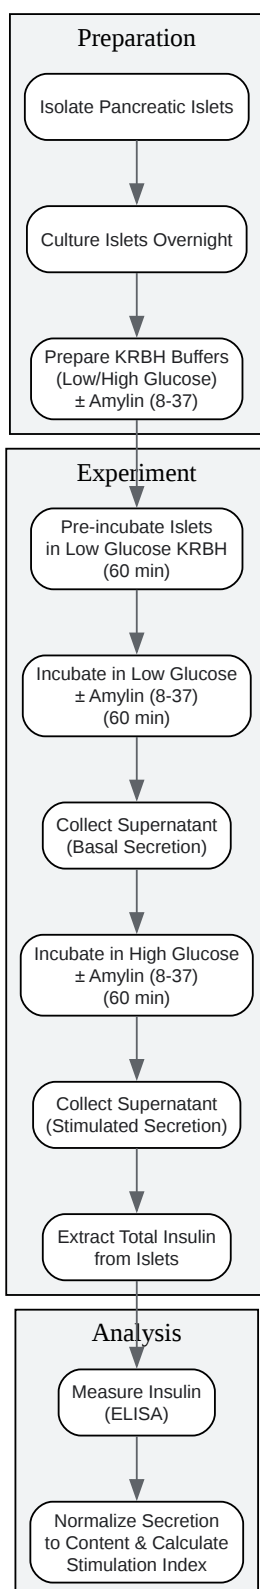 Preparation
Isolate Pancreatic Islets
Culture Islets Overnight
Prepare KRBH Buffers
(Low/High Glucose)
± Amylin (8-37)
Experiment
Pre-incubate Islets
in Low Glucose KRBH
(60 min)
Incubate in Low Glucose
± Amylin (8-37)
(60 min)
Collect Supernatant
(Basal Secretion)
Incubate in High Glucose
± Amylin (8-37)
(60 min)
Collect Supernatant
(Stimulated Secretion)
Extract Total Insulin
from Islets
Analysis
Measure Insulin
(ELISA)
Normalize Secretion
to Content & Calculate
Stimulation Index